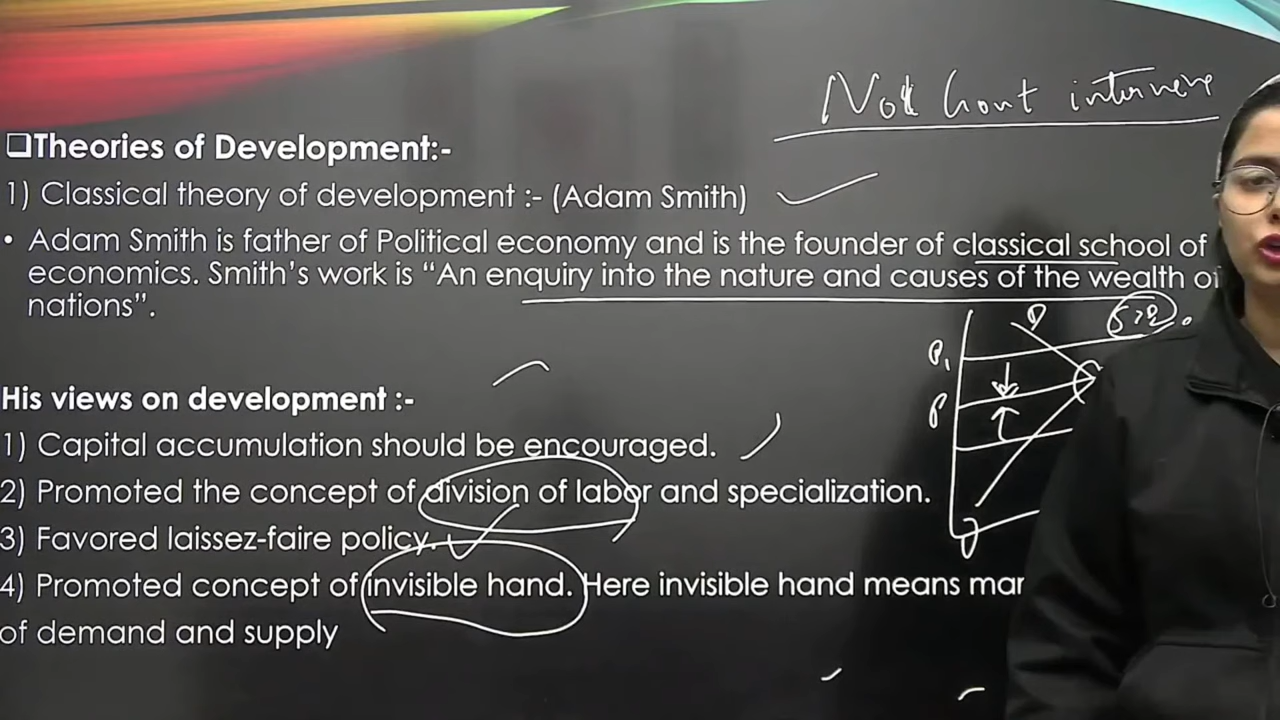 Not Govt intervene
❑Theories of Development:-
1) Classical theory of development :- (Adam Smith)
• Adam Smith is father of Political economy and is the founder of classical school of
economics. Smith's work is “An enquiry into the nature and causes of the wealth of
nations”.
D
S>D
P₁
P
His views on development :-
1) Capital accumulation should be encouraged.
2) Promoted the concept of division of labor and specialization.
3) Favored laissez-faire policy.
4) Promoted concept of invisible hand. Here invisible hand means mar
of demand and supply